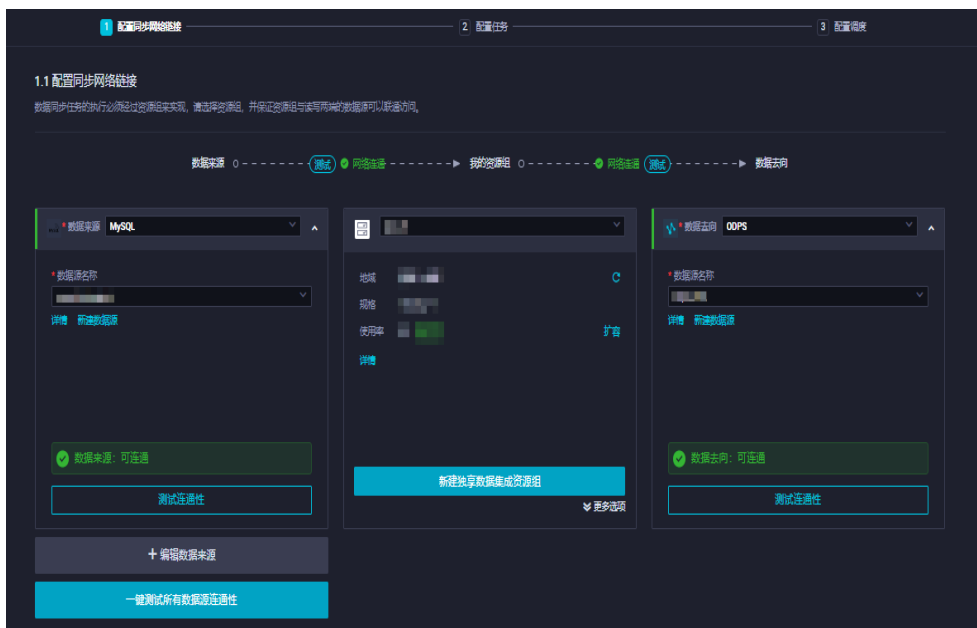 1 配置同步网络链接
2 配置任务
3 配置调度
1.1 配置同步网络链接
数据同步任务的执行必须经过资源组来实现，请选择资源组，并保证资源组与读写两端的数据源可以联通访问。
数据来源 测试 网络连通 我的资源组 网络连通 测试 数据去向
* 数据来源 MySQL
* 数据源名称
详情 新建数据源
数据来源：可连通
测试连通性
地域
规格
使用率 扩容
详情
新建独享数据集成资源组
更多选项
* 数据去向 ODPS
* 数据源名称
详情 新建数据源
数据去向：可连通
测试连通性
+ 编辑数据来源
一键测试所有数据源连通性